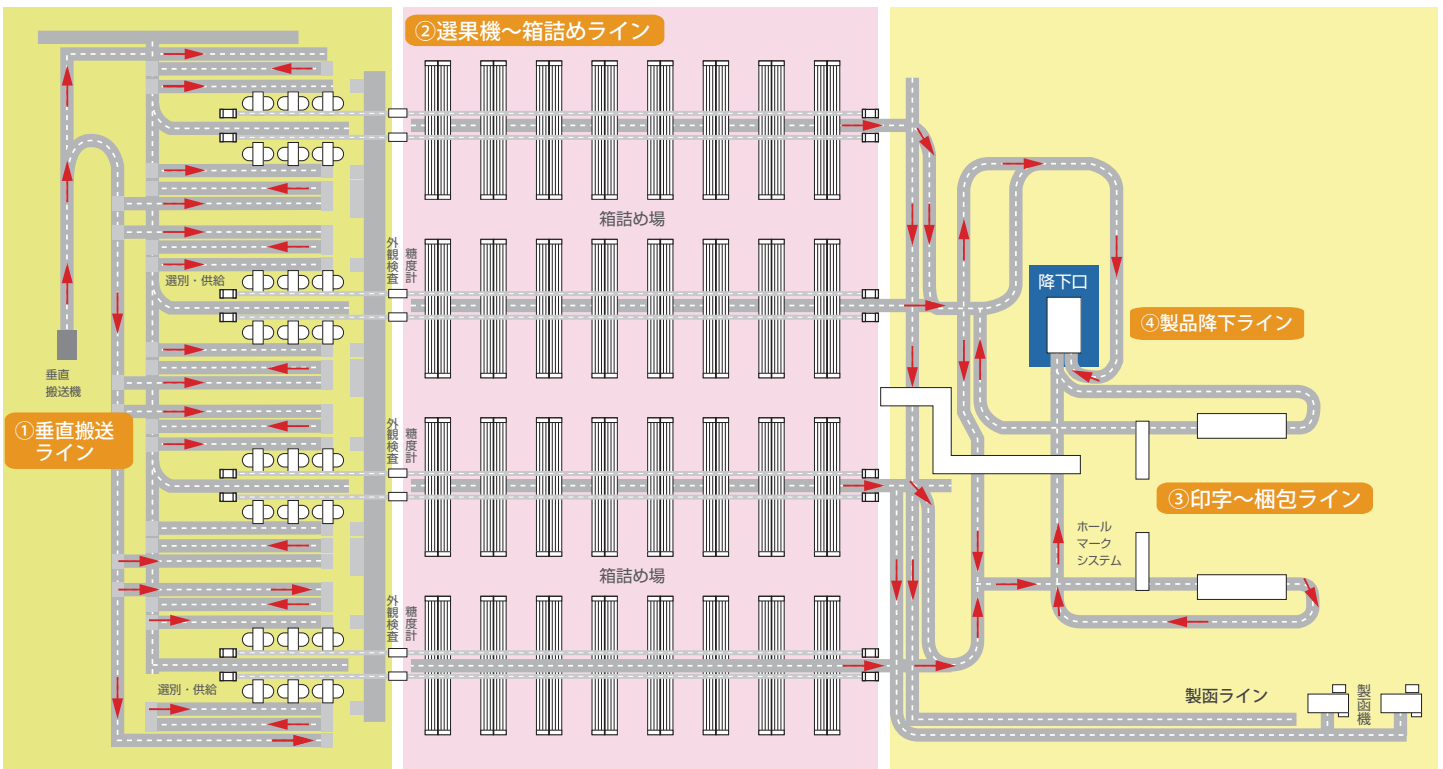 ②選果機～箱詰めライン
箱詰め場
外観検査
糖度計
選別・供給
降下口
④製品降下ライン
垂直
搬送機
①垂直搬送
ライン
外観検査
糖度計
③印字～梱包ライン
ホール
マーク
システム
箱詰め場
外観検査
糖度計
選別・供給
製函ライン
製函機